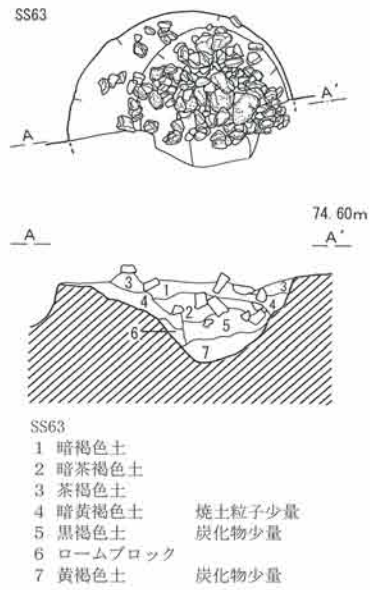 SS63
A A'
74.60m
A A'
3 1 3
4 2 4
5
6
7
SS63
1 暗褐色土
2 暗茶褐色土
3 茶褐色土
4 暗黄褐色土 焼土粒子少量
5 黒褐色土 炭化物少量
6 ロームブロック
7 黄褐色土 炭化物少量